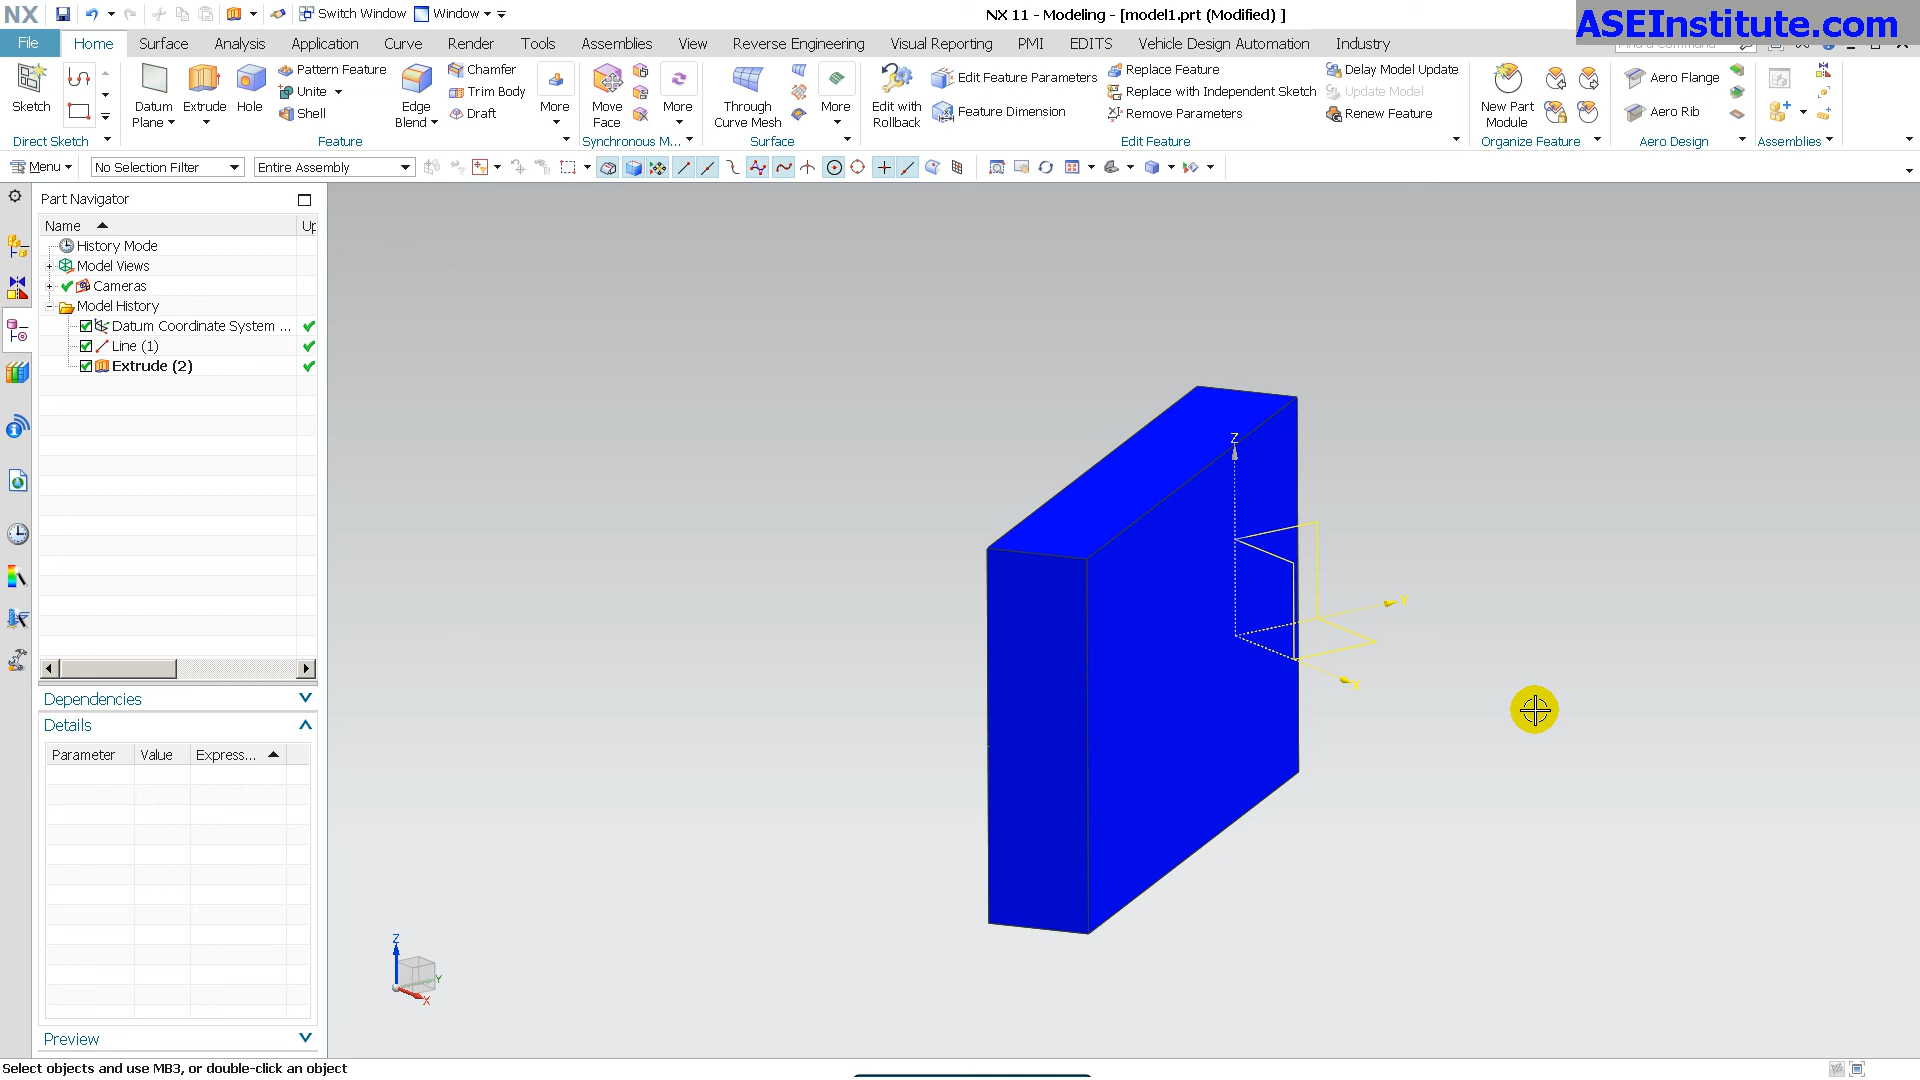 NX
Switch Window
Window
NX 11 - Modeling - [model1.prt (Modified) ]
ASEInstitute.com
File
Home
Surface
Analysis
Application
Curve
Render
Tools
Assemblies
View
Reverse Engineering
Visual Reporting
PMI
EDITS
Vehicle Design Automation
Industry
Sketch
Direct Sketch
Datum
Plane
Extrude
Hole
Pattern Feature
Unite
Shell
Edge
Blend
Chamfer
Trim Body
Draft
More
Feature
Move
Face
More
Synchronous M...
Through
Curve Mesh
More
Surface
Edit with
Rollback
Edit Feature Parameters
Feature Dimension
Replace Feature
Replace with Independent Sketch
Remove Parameters
Delay Model Update
Update Model
Renew Feature
Edit Feature
New Part
Module
Organize Feature
Aero Flange
Aero Rib
Aero Design
Assemblies
Menu
No Selection Filter
Entire Assembly
Part Navigator
Name
Up
History Mode
Model Views
Cameras
Model History
Datum Coordinate System ...
Line (1)
Extrude (2)
Dependencies
Details
Parameter
Value
Express...
Preview
Z
Y
X
Z
Y
X
Select objects and use MB3, or double-click an object